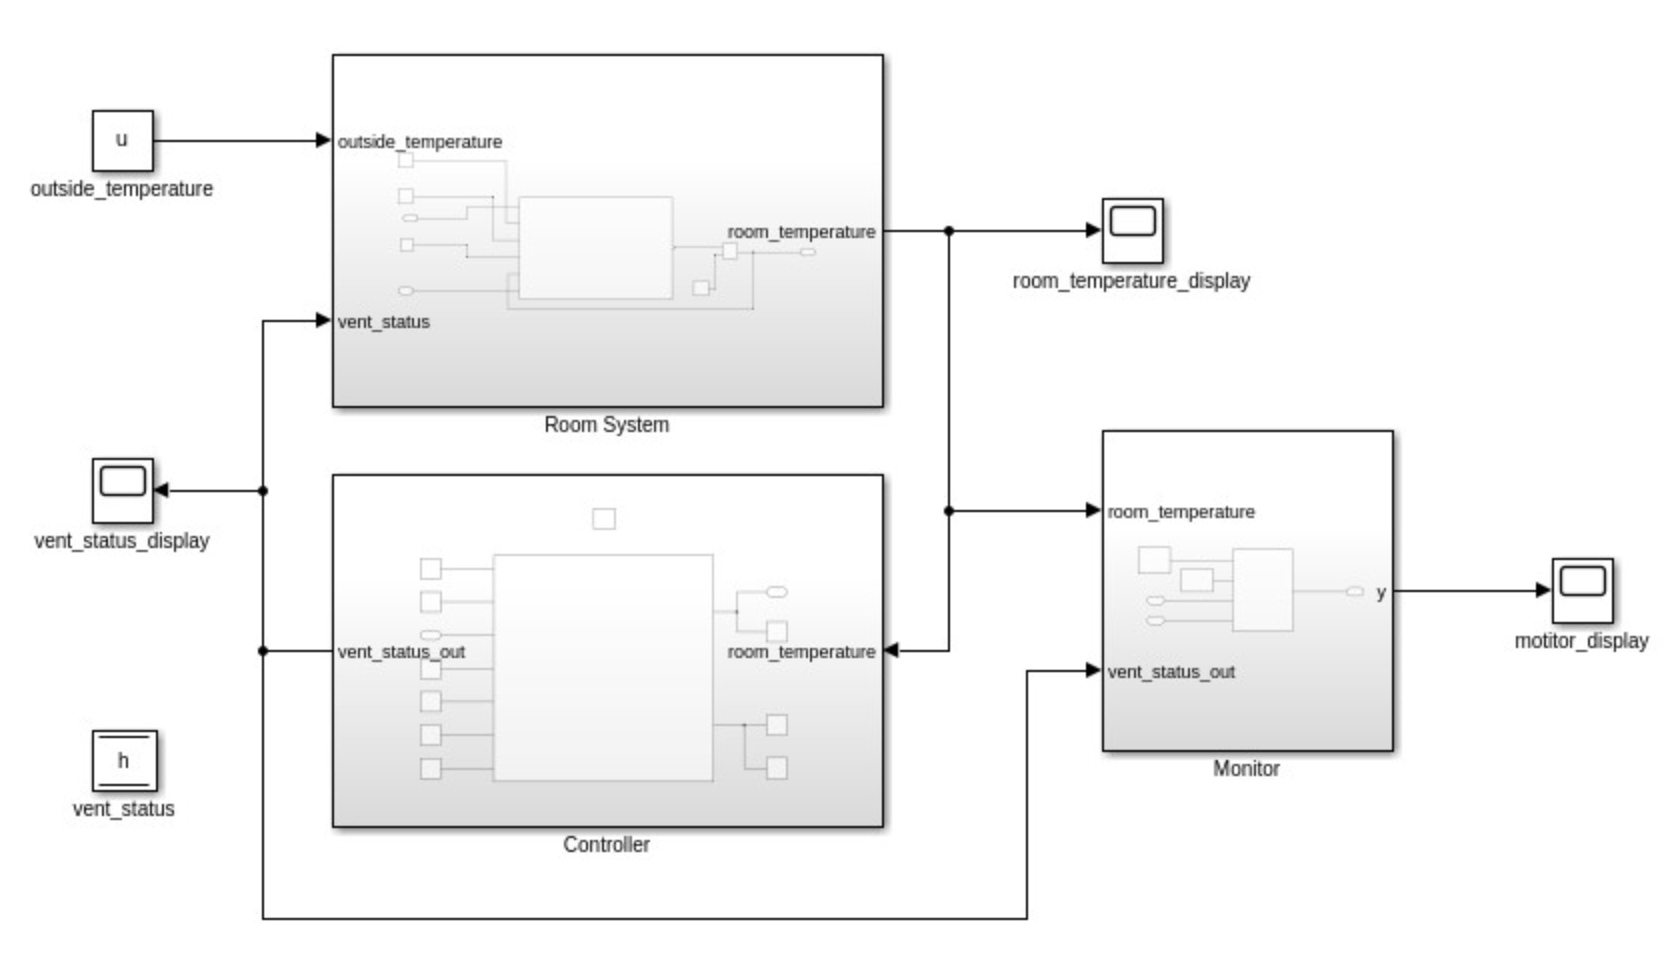 u
outside_temperature
outside_temperature
room_temperature
vent_status
Room System
room_temperature_display
vent_status_display
vent_status_out
room_temperature
Controller
h
vent_status
room_temperature
y
vent_status_out
Monitor
motitor_display